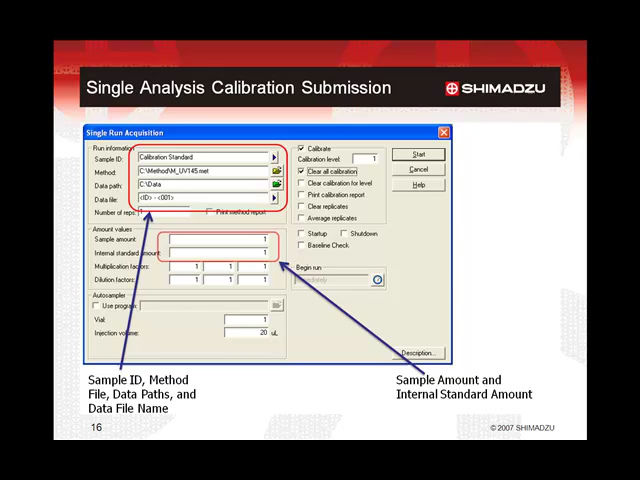 Single Analysis Calibration Submission
SHIMADZU
Single Run Acquisition
Run information
Sample ID: Calibration Standard
Method: C:\Method\M_UV145.met
Data path: C:\Data
Data file: <ID> - <001>
Number of reps: 1
Print method report
Calibrate
Calibration level: 1
Clear all calibration
Clear calibration for level
Print calibration report
Clear replicates
Average replicates
Start
Cancel
Help
Amount values
Sample amount: 1
Internal standard amount: 1
Multiplication factors: 1 1 1
Dilution factors: 1 1 1
Startup Shutdown
Baseline Check
Begin run
Autosampler
Use program:
Vial: 1
Injection volume: 20 uL
Description...
Sample ID, Method
File, Data Paths, and
Data File Name
Sample Amount and
Internal Standard Amount
16
© 2007 SHIMADZU